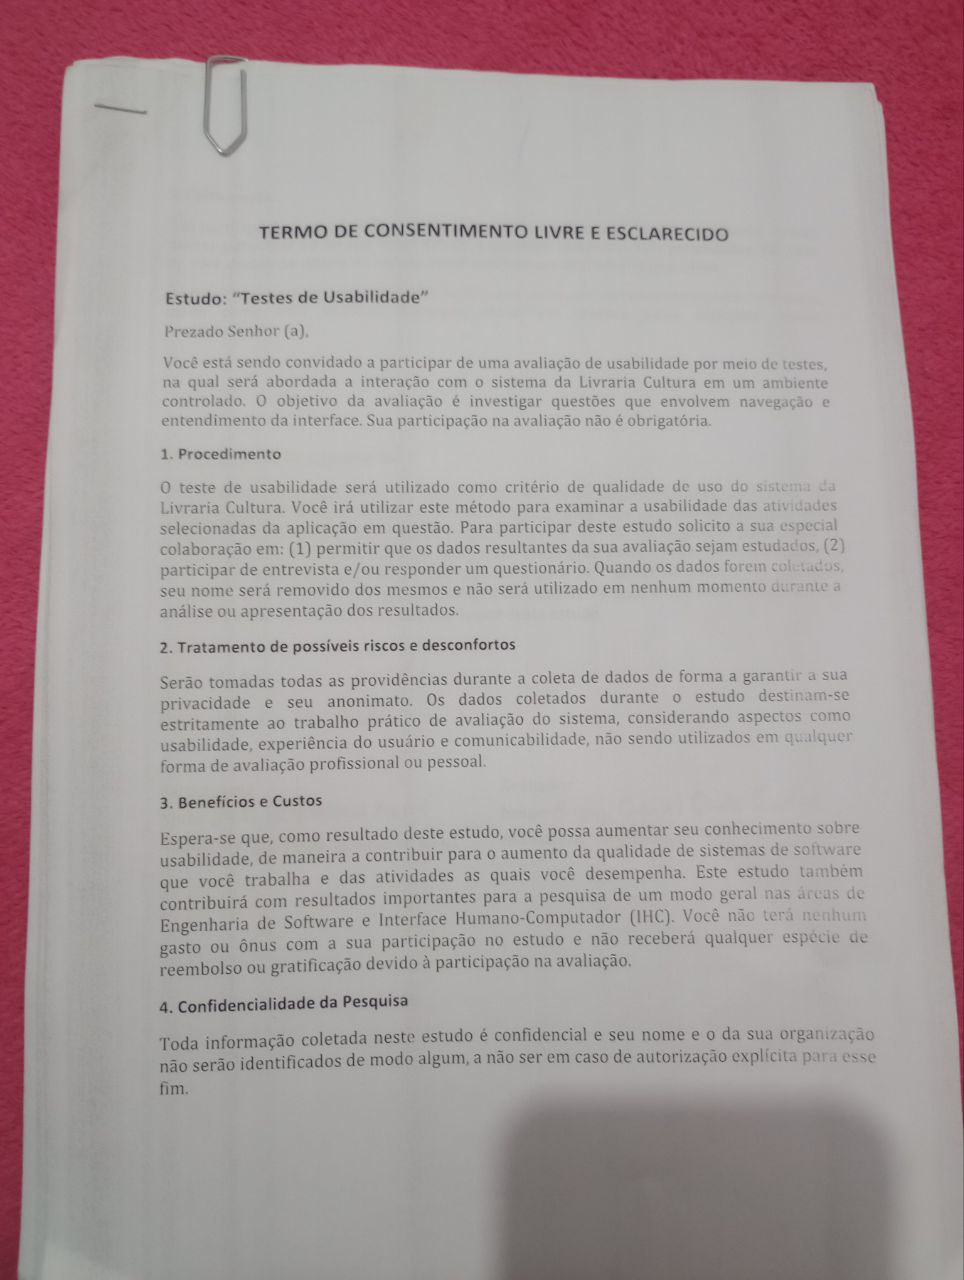 TERMO DE CONSENTIMENTO LIVRE E ESCLARECIDO
Estudo: "Testes de Usabilidade"
Prezado Senhor (a),
Você está sendo convidado a participar de uma avaliação de usabilidade por meio de testes,
na qual será abordada a interação com o sistema da Livraria Cultura em um ambiente
controlado. O objetivo da avaliação é investigar questões que envolvem navegação e
entendimento da interface. Sua participação na avaliação não é obrigatória.
1. Procedimento
O teste de usabilidade será utilizado como critério de qualidade de uso do sistema da
Livraria Cultura. Você irá utilizar este método para examinar a usabilidade das atividades
selecionadas da aplicação em questão. Para participar deste estudo solicito a sua especial
colaboração em: (1) permitir que os dados resultantes da sua avaliação sejam estudados, (2)
participar de entrevista e/ou responder um questionário. Quando os dados forem coletados,
seu nome será removido dos mesmos e não será utilizado em nenhum momento durante a
análise ou apresentação dos resultados.
2. Tratamento de possíveis riscos e desconfortos
Serão tomadas todas as providências durante a coleta de dados de forma a garantir a sua
privacidade e seu anonimato. Os dados coletados durante o estudo destinam-se
estritamente ao trabalho prático de avaliação do sistema, considerando aspectos como
usabilidade, experiência do usuário e comunicabilidade, não sendo utilizados em qualquer
forma de avaliação profissional ou pessoal.
3. Benefícios e Custos
Espera-se que, como resultado deste estudo, você possa aumentar seu conhecimento sobre
usabilidade, de maneira a contribuir para o aumento da qualidade de sistemas de software
que você trabalha e das atividades as quais você desempenha. Este estudo também
contribuirá com resultados importantes para a pesquisa de um modo geral nas áreas de
Engenharia de Software e Interface Humano-Computador (IHC). Você não terá nenhum
gasto ou ônus com a sua participação no estudo e não receberá qualquer espécie de
reembolso ou gratificação devido à participação na avaliação.
4. Confidencialidade da Pesquisa
Toda informação coletada neste estudo é confidencial e seu nome e o da sua organização
não serão identificados de modo algum, a não ser em caso de autorização explícita para esse
fim.